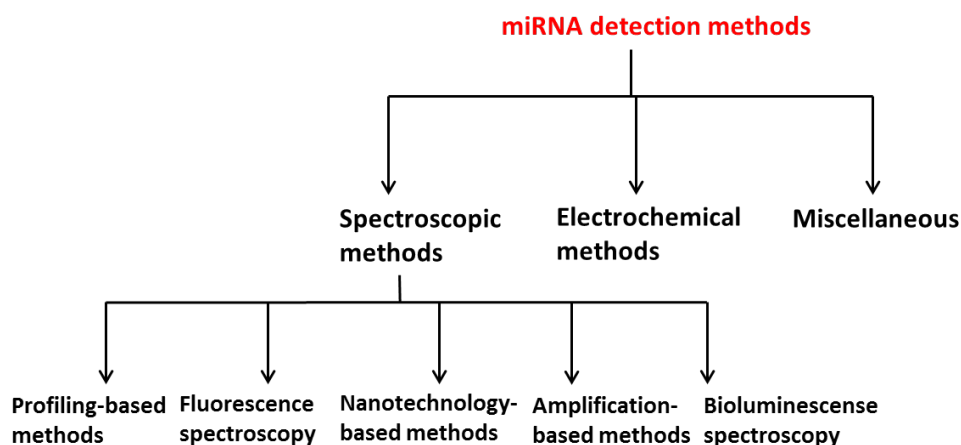 miRNA detection methods
Spectroscopic
methods
Electrochemical
methods
Miscellaneous
Profiling-based
methods
Fluorescence
spectroscopy
Nanotechnology-
based methods
Amplification-
based methods
Bioluminescense
spectroscopy